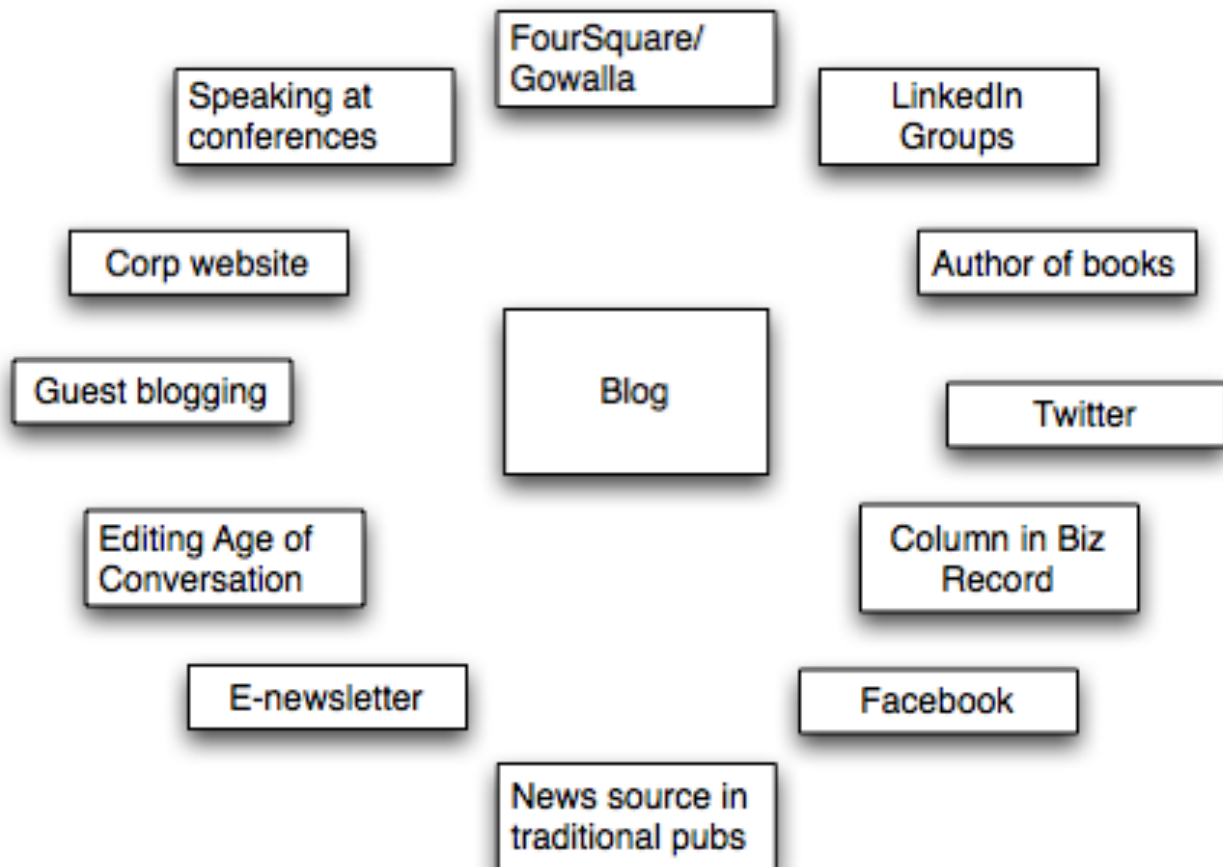 FourSquare/
Gowalla
Speaking at
conferences
LinkedIn
Groups
Corp website
Author of books
Guest blogging
Blog
Twitter
Editing Age of
Conversation
Column in Biz
Record
E-newsletter
Facebook
News source in
traditional pubs